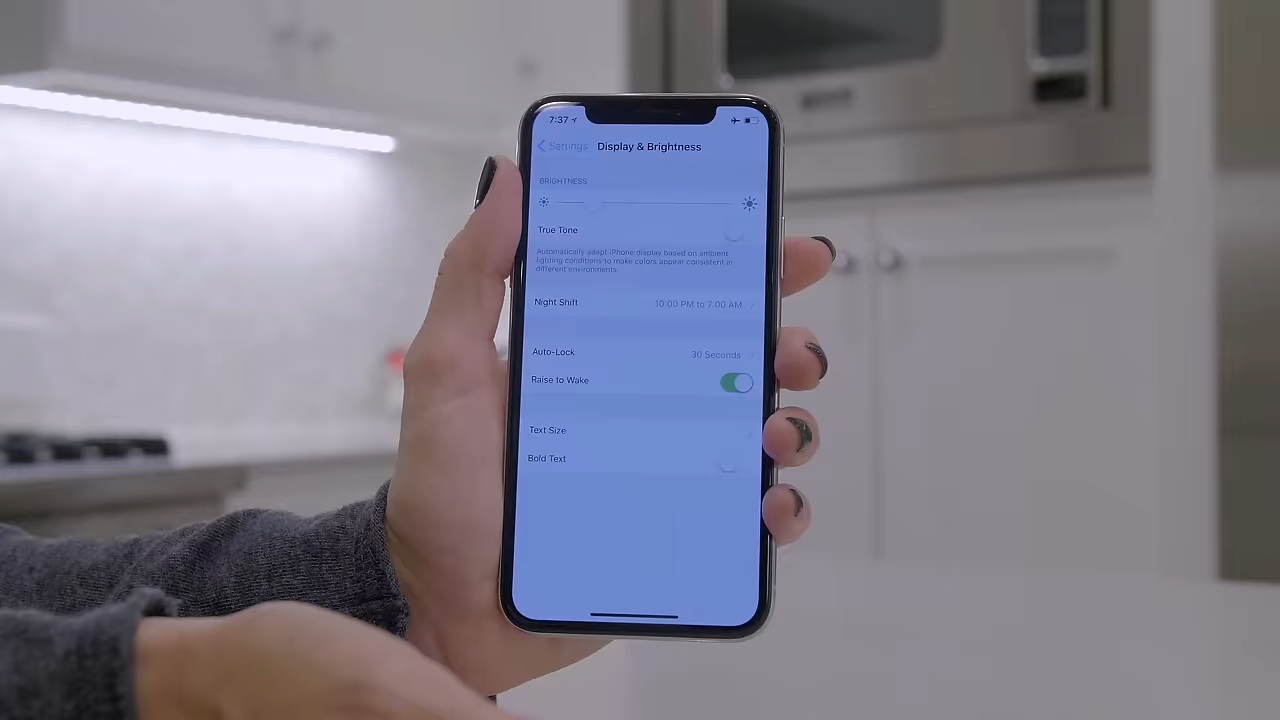 7:37
Settings Display & Brightness
BRIGHTNESS
True Tone
Automatically adapt iPhone display based on ambient
lighting conditions to make colors appear consistent in
different environments.
Night Shift 10:00 PM to 7:00 AM
Auto-Lock 30 Seconds
Raise to Wake
Text Size
Bold Text